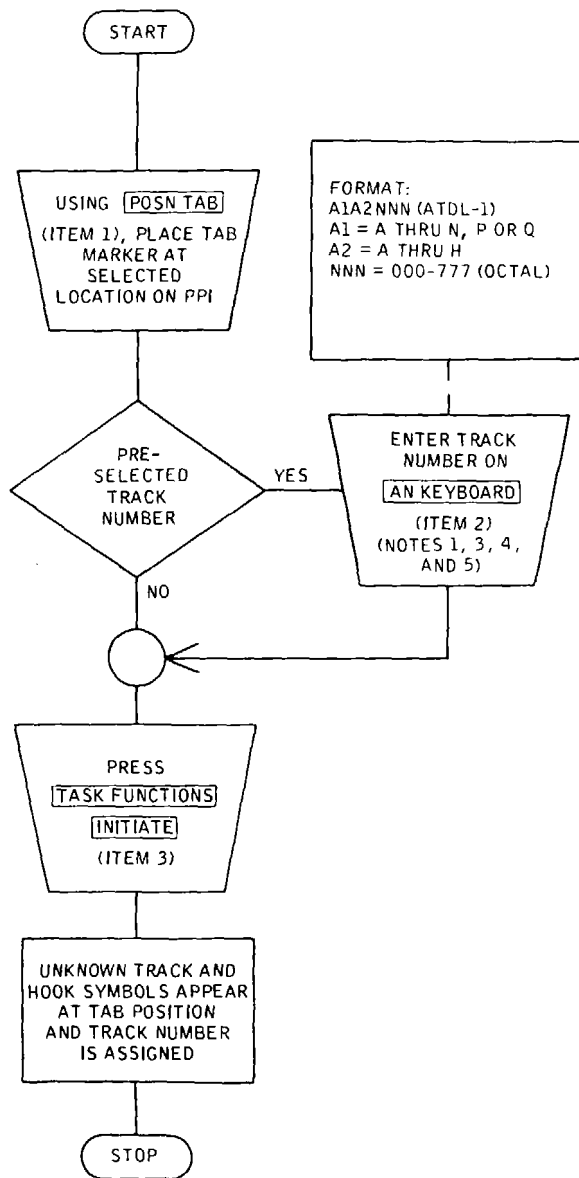 START
USING POSN TAB
(ITEM 1), PLACE TAB
MARKER AT
SELECTED
LOCATION ON PPI
FORMAT:
A1A2NNN (ATDL-1)
A1 = A THRU N, P OR Q
A2 = A THRU H
NNN = 000-777 (OCTAL)
PRE-
SELECTED
TRACK
NUMBER
YES
NO
ENTER TRACK
NUMBER ON
AN KEYBOARD
(ITEM 2)
(NOTES 1, 3, 4,
AND 5)
PRESS
TASK FUNCTIONS
INITIATE
(ITEM 3)
UNKNOWN TRACK AND
HOOK SYMBOLS APPEAR
AT TAB POSITION
AND TRACK NUMBER
IS ASSIGNED
STOP